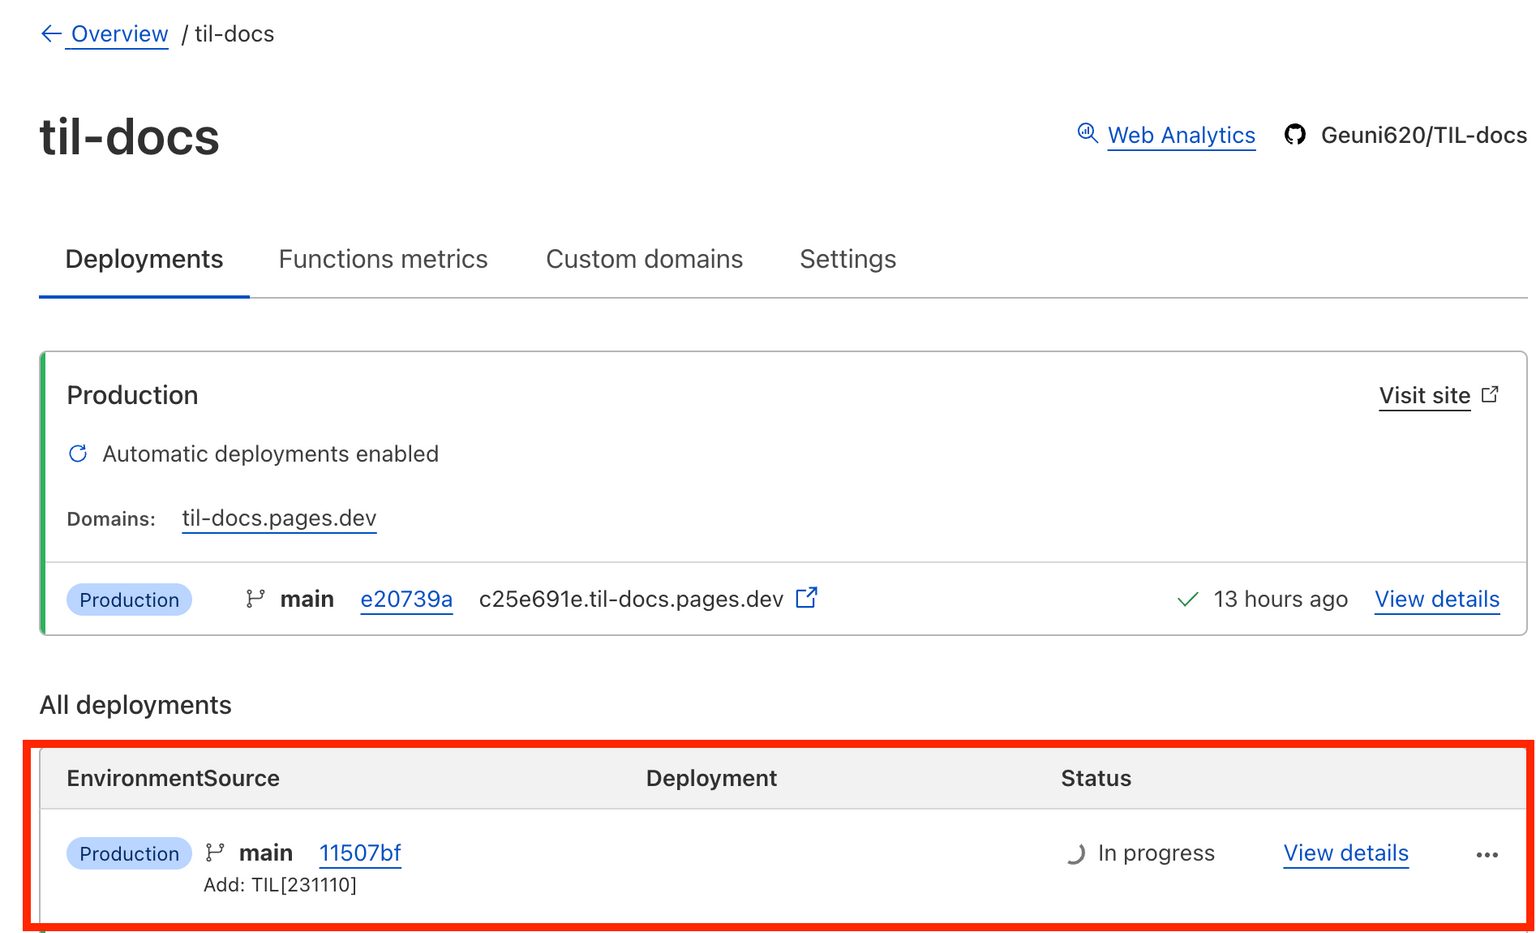 ← Overview / til-docs
til-docs
Web Analytics Geuni620/TIL-docs
Deployments Functions metrics Custom domains Settings
Production Visit site
Automatic deployments enabled
Domains: til-docs.pages.dev
Production main e20739a c25e691e.til-docs.pages.dev 13 hours ago View details
All deployments
EnvironmentSource Deployment Status
Production main 11507bf In progress View details ...
Add: TIL[231110]